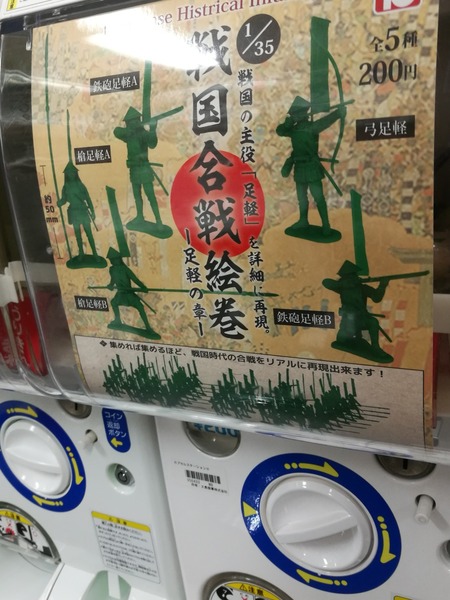 Histrical
1/35
全5種
200円
戦国合戦絵巻
―足軽の章―
戦国の主役「足軽」を詳細に再現。
鉄砲足軽A
弓足軽
槍足軽A
約50mm
槍足軽B
鉄砲足軽B
※集めれば集めるほど、戦国時代の合戦をリアルに再現出来ます!
コイン
返却
ボタン
注意